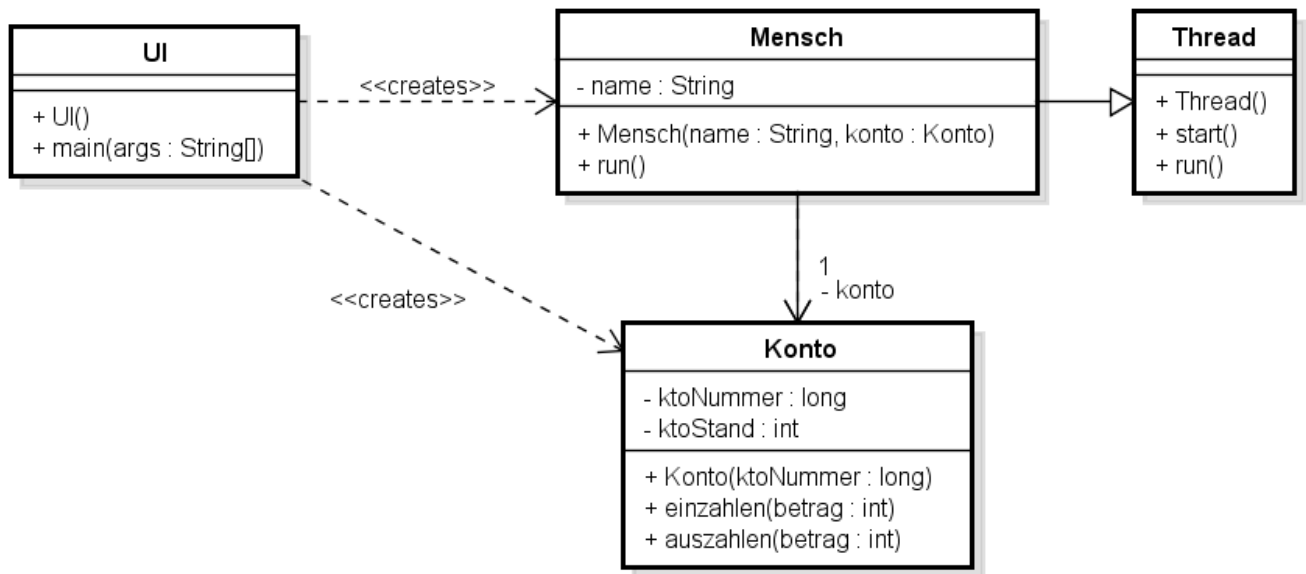 UI
+ UI()
+ main(args : String[])
<<creates>>
Mensch
- name : String
+ Mensch(name : String, konto : Konto)
+ run()
Thread
+ Thread()
+ start()
+ run()
<<creates>>
1
- konto
Konto
- ktoNummer : long
- ktoStand : int
+ Konto(ktoNummer : long)
+ einzahlen(betrag : int)
+ auszahlen(betrag : int)